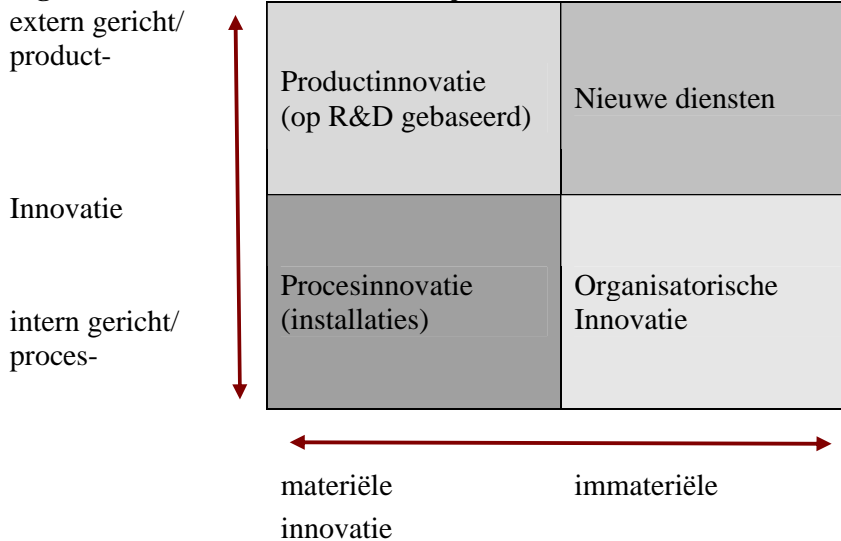 extern gericht/
product-
Productinnovatie
(op R&D gebaseerd)
Nieuwe diensten
Innovatie
Procesinnovatie
(installaties)
Organisatorische
Innovatie
intern gericht/
proces-
materiële
innovatie
immateriële